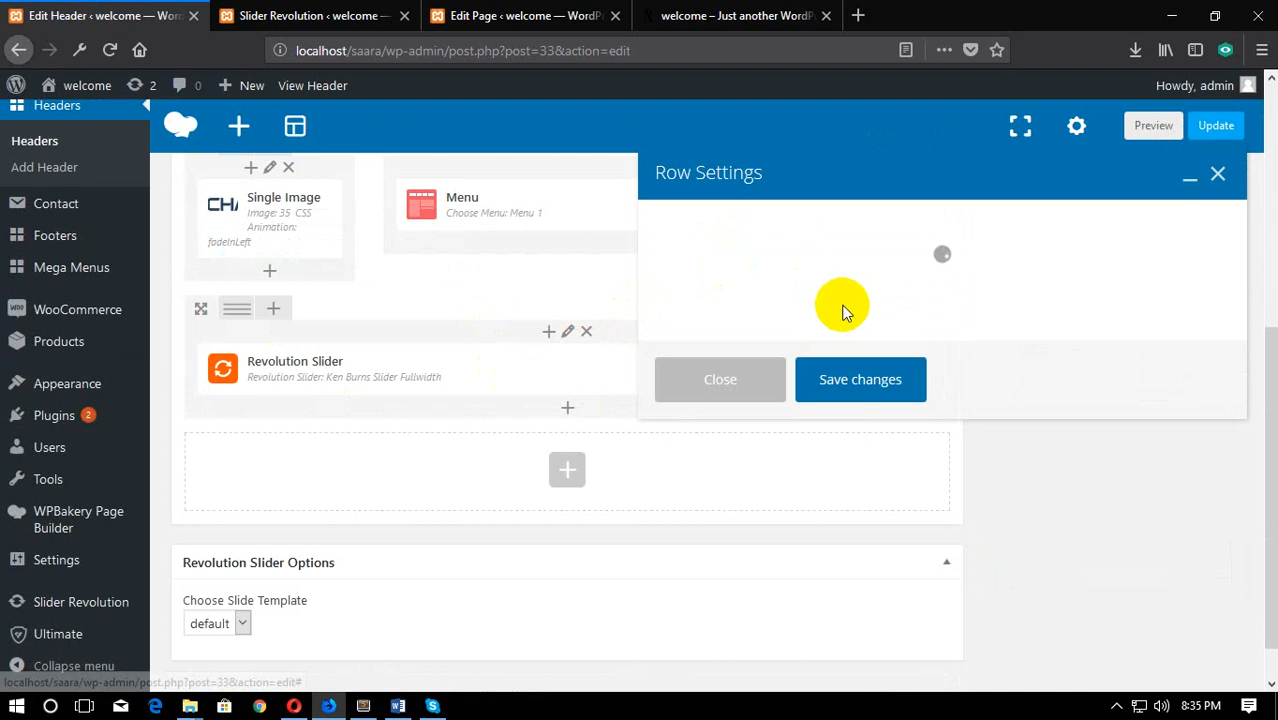 Edit Header ‹ welcome — Word
Slider Revolution ‹ welcome —
Edit Page ‹ welcome — WordPr
welcome – Just another WordP
localhost/saara/wp-admin/post.php?post=33&action=edit
welcome
2
0
New
View Header
Howdy, admin
Headers
Preview
Update
Headers
Add Header
Contact
Footers
Mega Menus
WooCommerce
Products
Appearance
Plugins 2
Users
Tools
WPBakery Page
Builder
Settings
Slider Revolution
Ultimate
Collapse menu
CHA
Single Image
Image: 35 CSS
Animation:
fadeInLeft
Menu
Choose Menu: Menu 1
Row Settings
Close
Save changes
Revolution Slider
Revolution Slider: Ken Burns Slider Fullwidth
Revolution Slider Options
Choose Slide Template
default
localhost/saara/wp-admin/post.php?post=33&action=edit#
8:35 PM